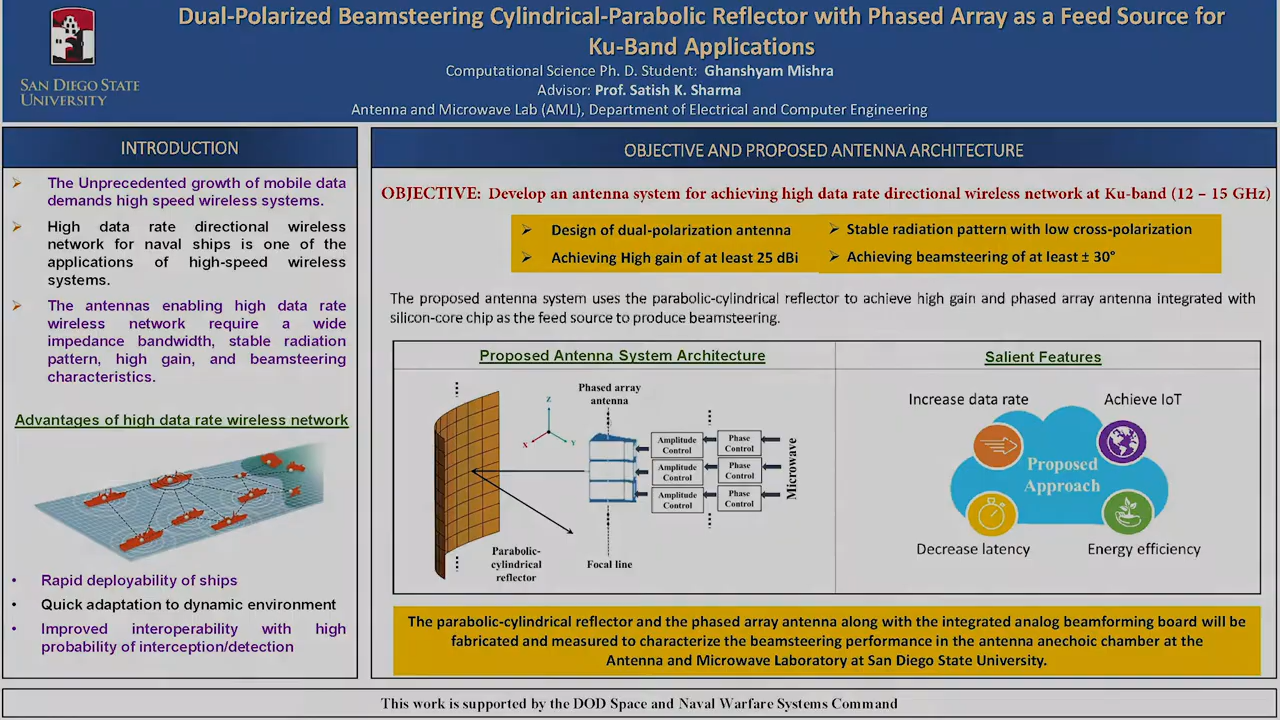 Dual-Polarized Beamsteering Cylindrical-Parabolic Reflector with Phased Array as a Feed Source for
Ku-Band Applications
Computational Science Ph. D. Student: Ghanshyam Mishra
Advisor: Prof. Satish K. Sharma
Antenna and Microwave Lab (AML), Department of Electrical and Computer Engineering
SAN DIEGO STATE
UNIVERSITY
INTRODUCTION
➢ The Unprecedented growth of mobile data
demands high speed wireless systems.
➢ High data rate directional wireless
network for naval ships is one of the
applications of high-speed wireless
systems.
➢ The antennas enabling high data rate
wireless network require a wide
impedance bandwidth, stable radiation
pattern, high gain, and beamsteering
characteristics.
Advantages of high data rate wireless network
• Rapid deployability of ships
• Quick adaptation to dynamic environment
• Improved interoperability with high
probability of interception/detection
OBJECTIVE AND PROPOSED ANTENNA ARCHITECTURE
OBJECTIVE: Develop an antenna system for achieving high data rate directional wireless network at Ku-band (12 – 15 GHz)
➢ Design of dual-polarization antenna
➢ Achieving High gain of at least 25 dBi
➢ Stable radiation pattern with low cross-polarization
➢ Achieving beamsteering of at least ± 30°
The proposed antenna system uses the parabolic-cylindrical reflector to achieve high gain and phased array antenna integrated with
silicon-core chip as the feed source to produce beamsteering.
Proposed Antenna System Architecture
Phased array
antenna
Z
X
Y
Amplitude
Control
Phase
Control
Amplitude
Control
Phase
Control
Amplitude
Control
Phase
Control
Microwave
Parabolic-
cylindrical
reflector
Focal line
Salient Features
Increase data rate
Achieve IoT
Proposed
Approach
Decrease latency
Energy efficiency
The parabolic-cylindrical reflector and the phased array antenna along with the integrated analog beamforming board will be
fabricated and measured to characterize the beamsteering performance in the antenna anechoic chamber at the
Antenna and Microwave Laboratory at San Diego State University.
This work is supported by the DOD Space and Naval Warfare Systems Command